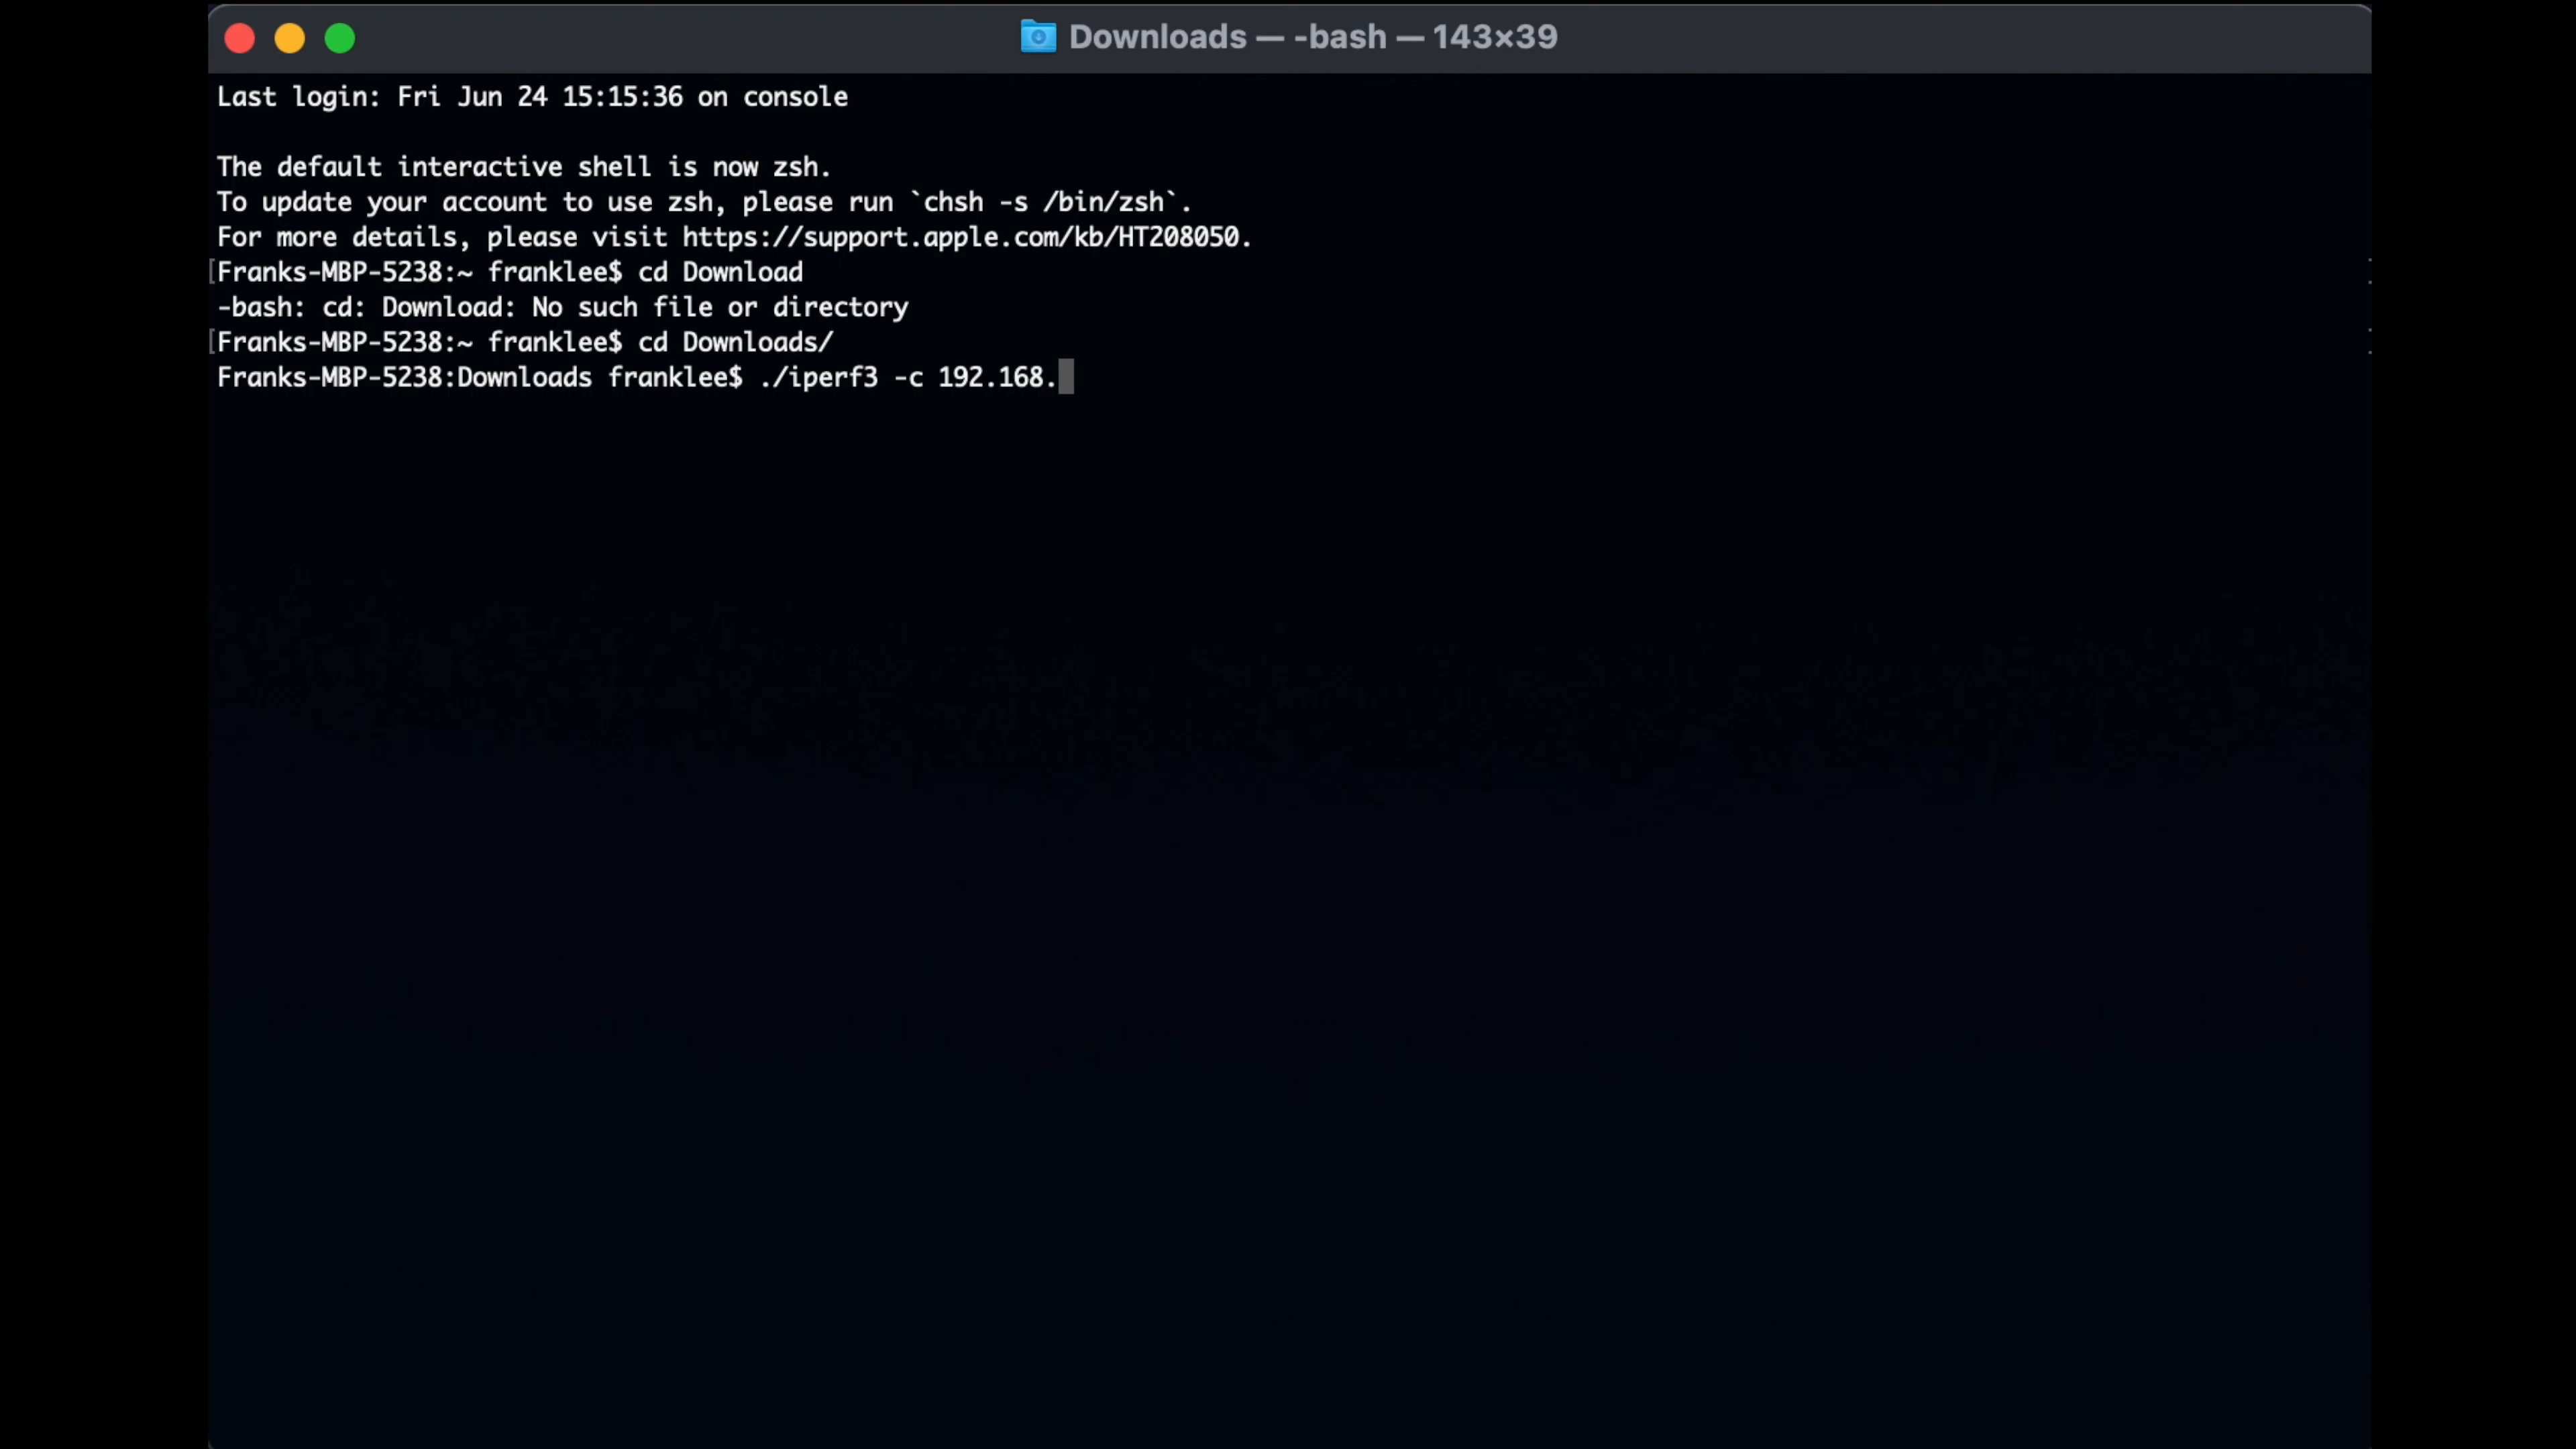 Downloads — -bash — 143×39
Last login: Fri Jun 24 15:15:36 on console
The default interactive shell is now zsh.
To update your account to use zsh, please run `chsh -s /bin/zsh`.
For more details, please visit https://support.apple.com/kb/HT208050.
[Franks-MBP-5238:~ franklee$ cd Download
-bash: cd: Download: No such file or directory
[Franks-MBP-5238:~ franklee$ cd Downloads/
Franks-MBP-5238:Downloads franklee$ ./iperf3 -c 192.168.